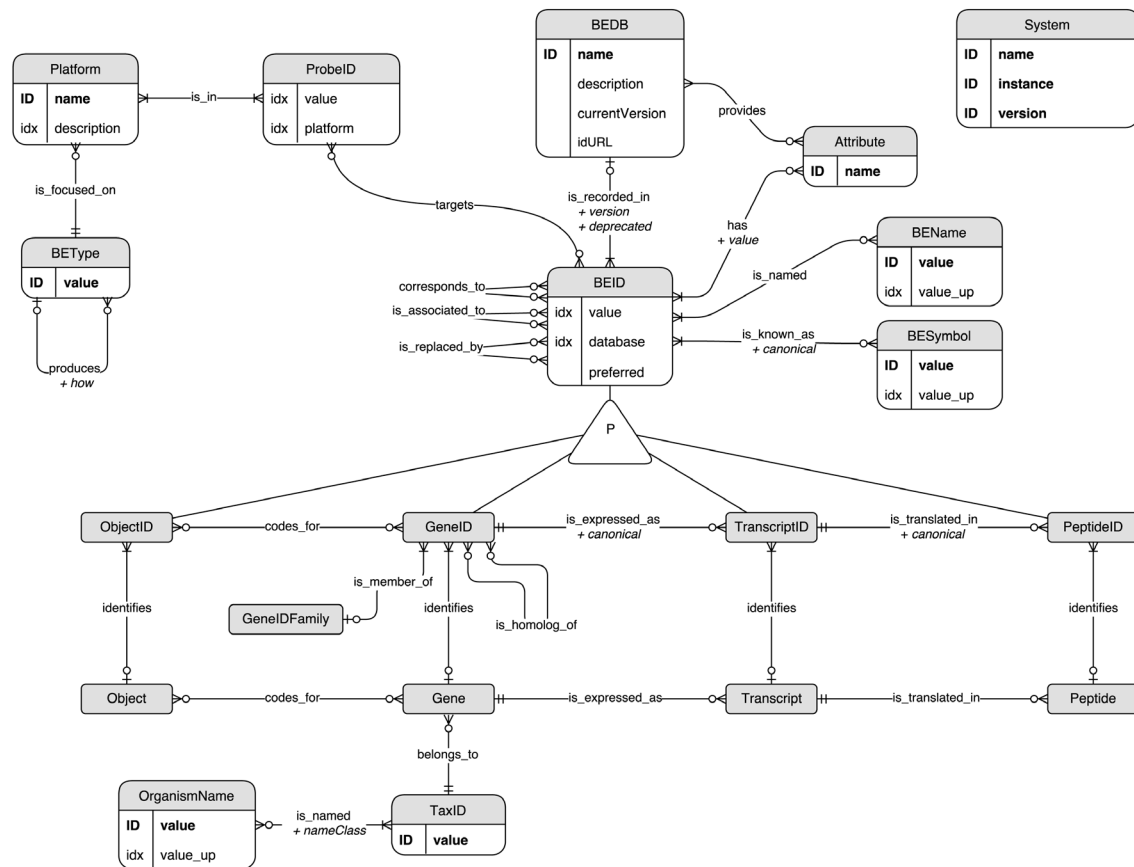 BEDB
ID name
description
currentVersion
idURL
System
ID name
ID instance
ID version
Platform
ID name
idx description
is_in
ProbeID
idx value
idx platform
provides
Attribute
ID name
is_focused_on
targets
is_recorded_in
+ version
+ deprecated
has
+ value
BEType
ID value
produces
+ how
BEName
ID value
idx value_up
is_named
corresponds_to
is_associated_to
is_replaced_by
BEID
idx value
idx database
preferred
is_known_as
+ canonical
BESymbol
ID value
idx value_up
P
ObjectID
codes_for
GeneID
is_expressed_as
+ canonical
TranscriptID
is_translated_in
+ canonical
PeptideID
is_member_of
GeneIDFamily
identifies
identifies
is_homolog_of
identifies
identifies
Object
codes_for
Gene
is_expressed_as
Transcript
is_translated_in
Peptide
belongs_to
OrganismName
ID value
idx value_up
is_named
+ nameClass
TaxID
ID value